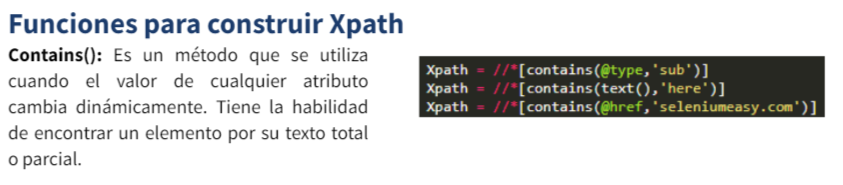 Funciones para construir Xpath
Contains(): Es un método que se utiliza
cuando el valor de cualquier atributo
cambia dinámicamente. Tiene la habilidad
de encontrar un elemento por su texto total
o parcial.
Xpath = //*[contains(@type,'sub')]
Xpath = //*[contains(text(),'here')]
Xpath = //*[contains(@href,'seleniumeasy.com')]